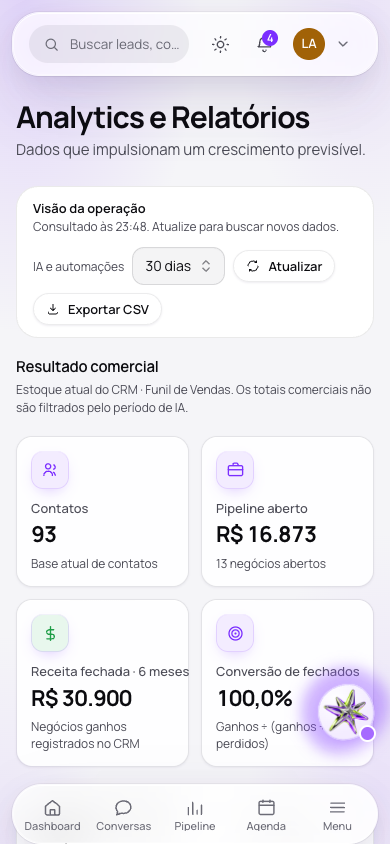 Buscar leads, co...
4
LA
Analytics e Relatórios
Dados que impulsionam um crescimento previsível.
Visão da operação
Consultado às 23:48. Atualize para buscar novos dados.
IA e automações
30 dias
Atualizar
Exportar CSV
Resultado comercial
Estoque atual do CRM · Funil de Vendas. Os totais comerciais não
são filtrados pelo período de IA.
Contatos
93
Base atual de contatos
Pipeline aberto
R$ 16.873
13 negócios abertos
Receita fechada · 6 meses
R$ 30.900
Negócios ganhos
registrados no CRM
Conversão de fechados
100,0%
Ganhos ÷ (ganhos
perdidos)
Dashboard
Conversas
Pipeline
Agenda
Menu